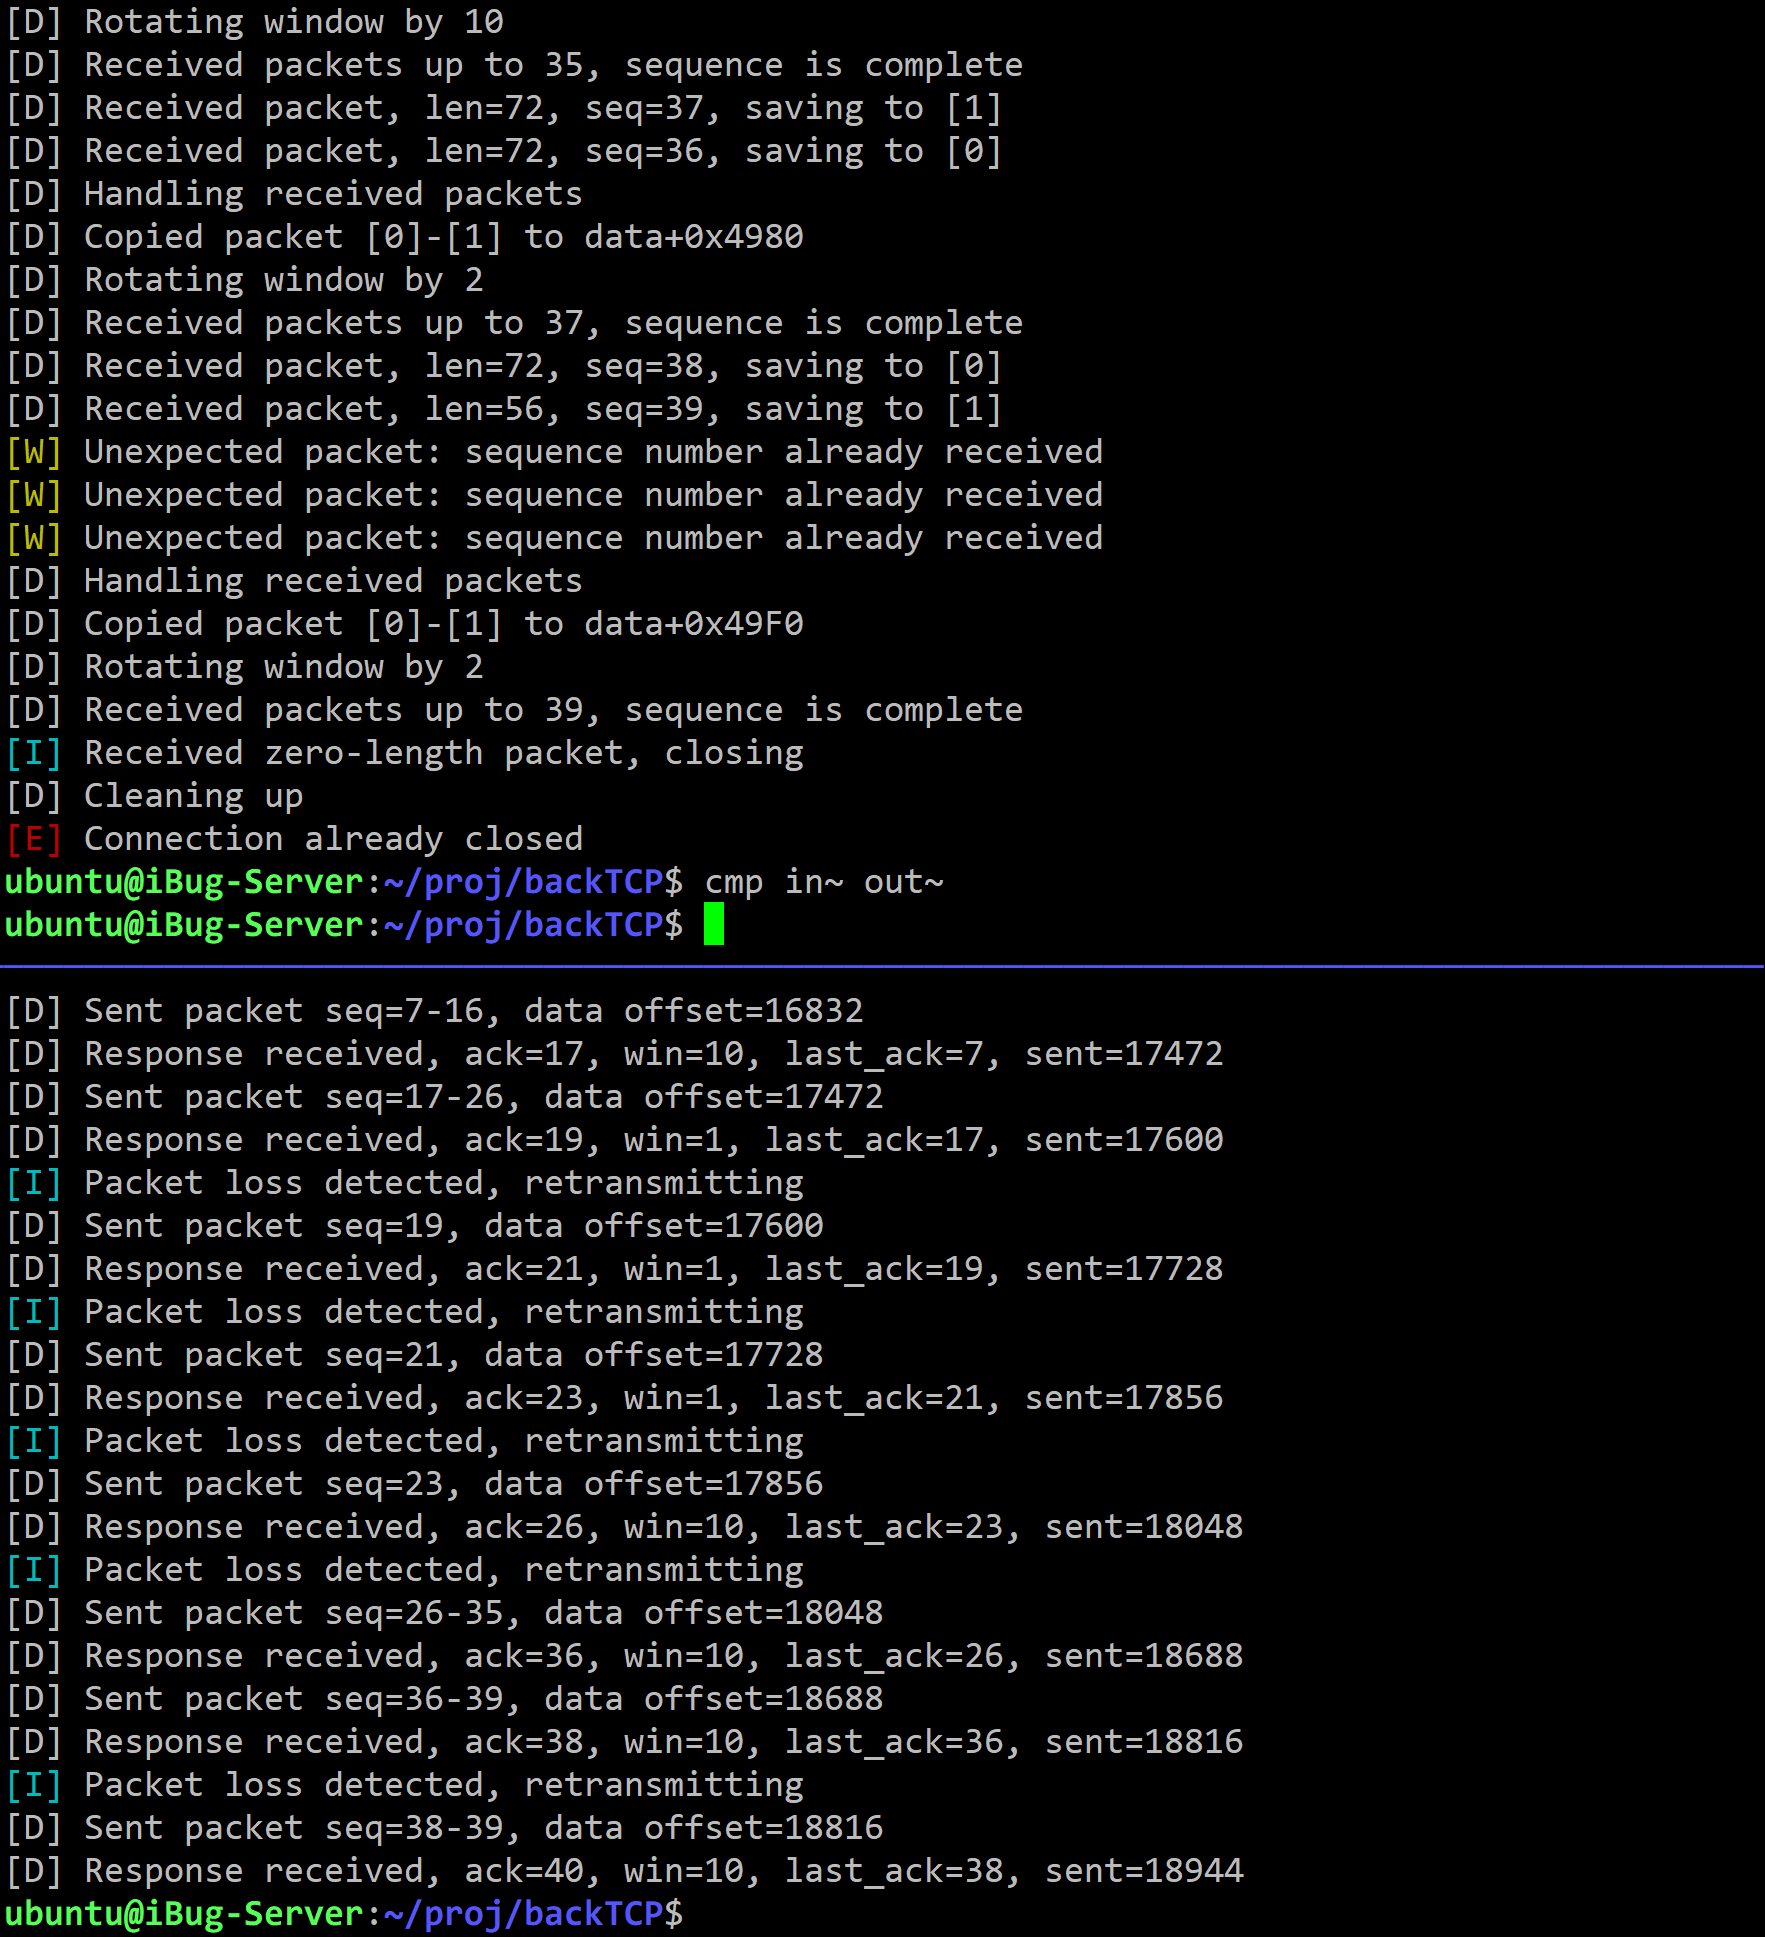 [D] Rotating window by 10
[D] Received packets up to 35, sequence is complete
[D] Received packet, len=72, seq=37, saving to [1]
[D] Received packet, len=72, seq=36, saving to [0]
[D] Handling received packets
[D] Copied packet [0]-[1] to data+0x4980
[D] Rotating window by 2
[D] Received packets up to 37, sequence is complete
[D] Received packet, len=72, seq=38, saving to [0]
[D] Received packet, len=56, seq=39, saving to [1]
[W] Unexpected packet: sequence number already received
[W] Unexpected packet: sequence number already received
[W] Unexpected packet: sequence number already received
[D] Handling received packets
[D] Copied packet [0]-[1] to data+0x49F0
[D] Rotating window by 2
[D] Received packets up to 39, sequence is complete
[I] Received zero-length packet, closing
[D] Cleaning up
[E] Connection already closed
ubuntu@iBug-Server:~/proj/backTCP$ cmp in~ out~
ubuntu@iBug-Server:~/proj/backTCP$
[D] Sent packet seq=7-16, data offset=16832
[D] Response received, ack=17, win=10, last_ack=7, sent=17472
[D] Sent packet seq=17-26, data offset=17472
[D] Response received, ack=19, win=1, last_ack=17, sent=17600
[I] Packet loss detected, retransmitting
[D] Sent packet seq=19, data offset=17600
[D] Response received, ack=21, win=1, last_ack=19, sent=17728
[I] Packet loss detected, retransmitting
[D] Sent packet seq=21, data offset=17728
[D] Response received, ack=23, win=1, last_ack=21, sent=17856
[I] Packet loss detected, retransmitting
[D] Sent packet seq=23, data offset=17856
[D] Response received, ack=26, win=10, last_ack=23, sent=18048
[I] Packet loss detected, retransmitting
[D] Sent packet seq=26-35, data offset=18048
[D] Response received, ack=36, win=10, last_ack=26, sent=18688
[D] Sent packet seq=36-39, data offset=18688
[D] Response received, ack=38, win=10, last_ack=36, sent=18816
[I] Packet loss detected, retransmitting
[D] Sent packet seq=38-39, data offset=18816
[D] Response received, ack=40, win=10, last_ack=38, sent=18944
ubuntu@iBug-Server:~/proj/backTCP$